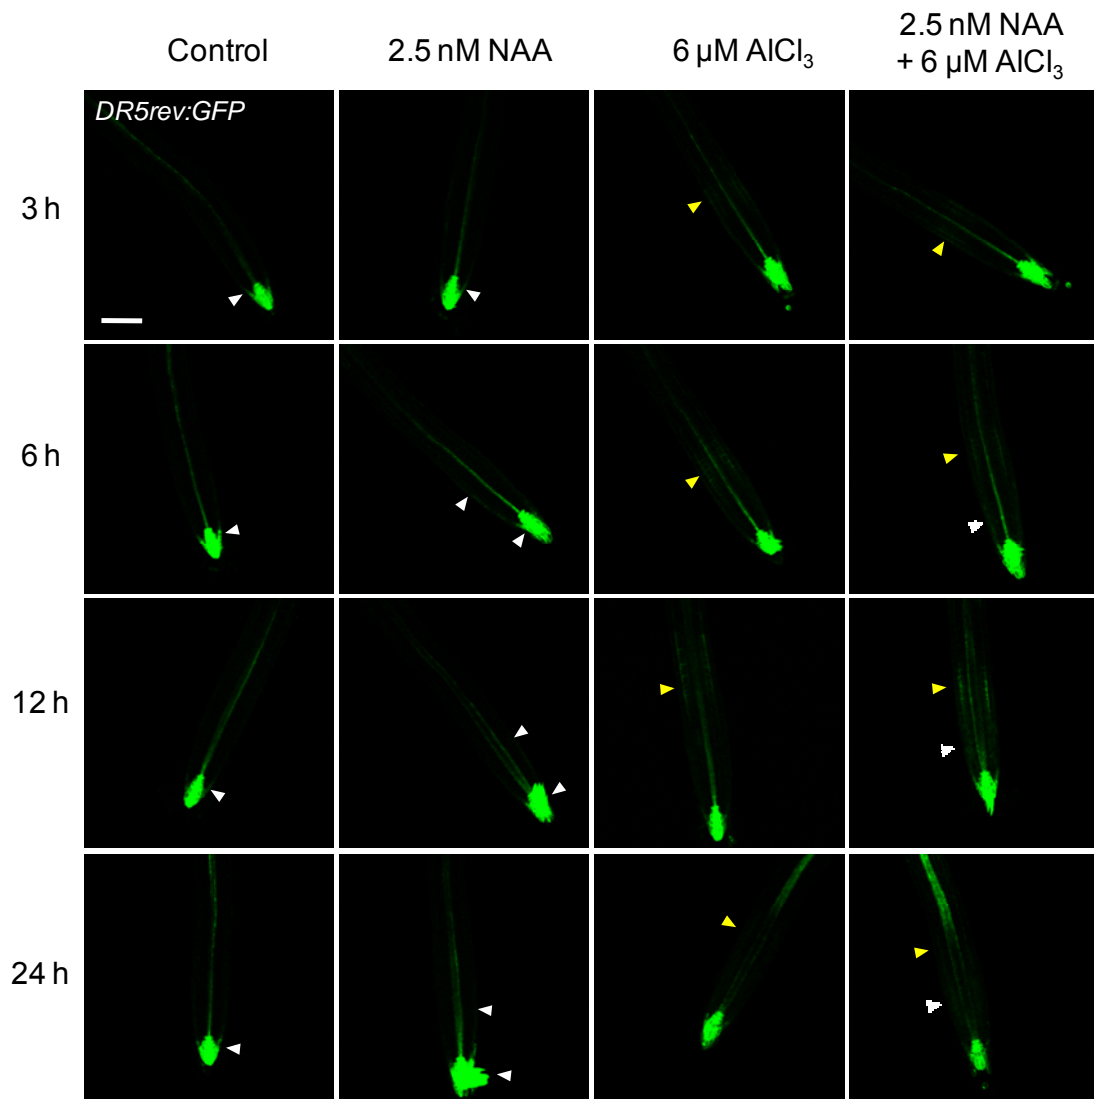 Control
2.5 nM NAA
6 µM AlCl₃
2.5 nM NAA
+ 6 µM AlCl₃
DR5rev:GFP
3 h
6 h
12 h
24 h